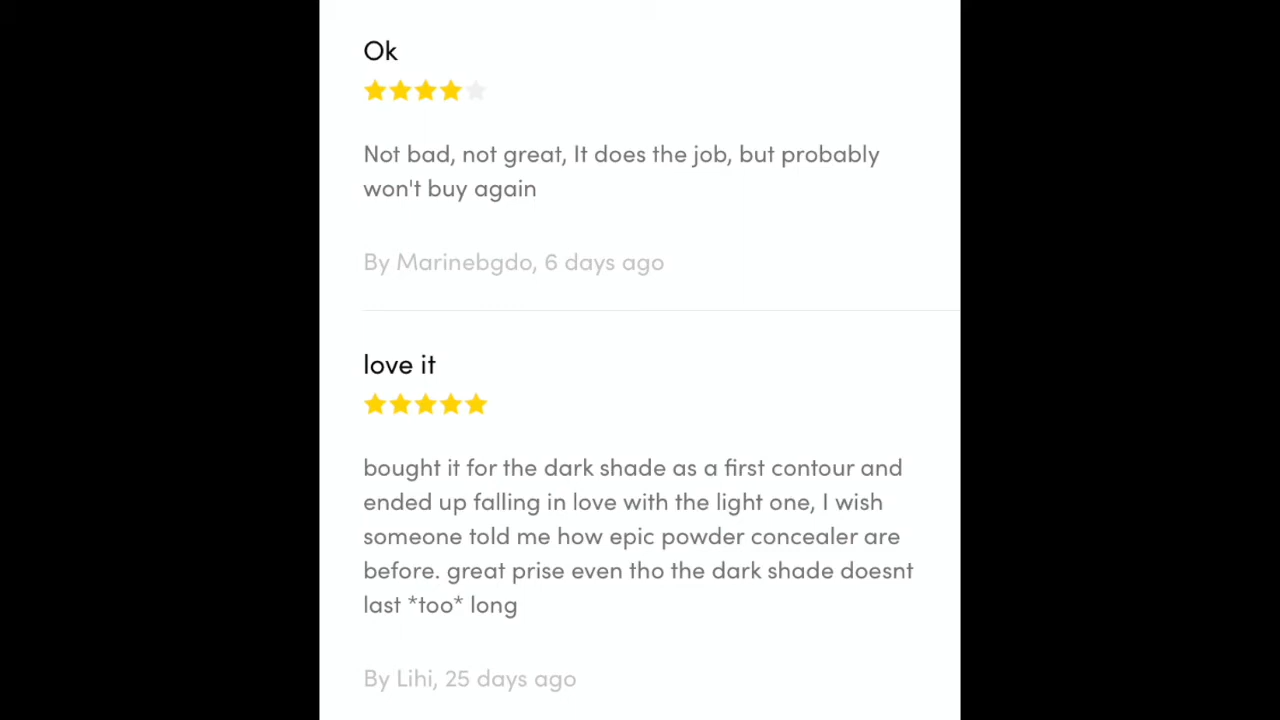 Ok
Not bad, not great, It does the job, but probably
won't buy again
By Marinebgdo, 6 days ago
love it
bought it for the dark shade as a first contour and
ended up falling in love with the light one, I wish
someone told me how epic powder concealer are
before. great prise even tho the dark shade doesnt
last *too* long
By Lihi, 25 days ago